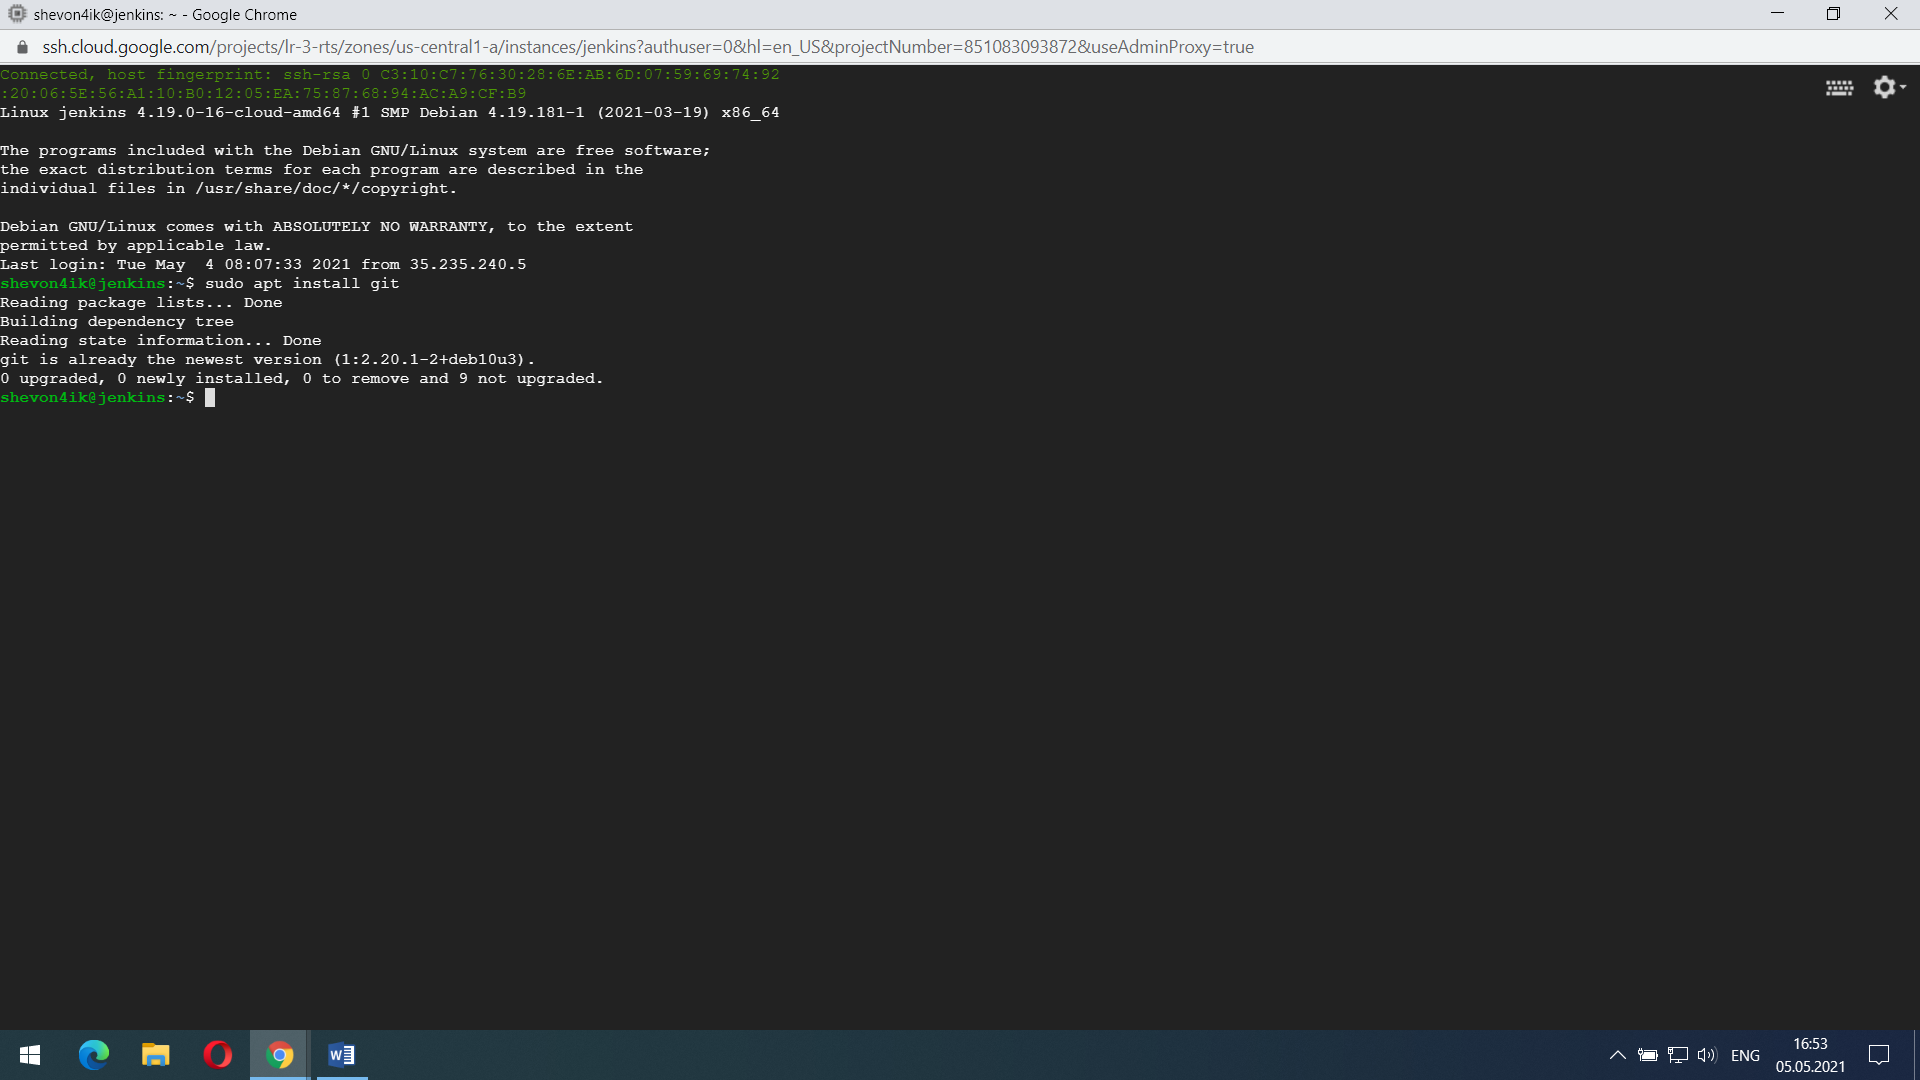 shevon4ik@jenkins: ~ - Google Chrome
ssh.cloud.google.com/projects/lr-3-rts/zones/us-central1-a/instances/jenkins?authuser=0&hl=en_US&projectNumber=851083093872&useAdminProxy=true
Connected, host fingerprint: ssh-rsa 0 C3:10:C7:76:30:28:6E:AB:6D:07:59:69:74:92
:20:06:5E:56:A1:10:B0:12:05:EA:75:87:68:94:AC:A9:CF:B9
Linux jenkins 4.19.0-16-cloud-amd64 #1 SMP Debian 4.19.181-1 (2021-03-19) x86_64
The programs included with the Debian GNU/Linux system are free software;
the exact distribution terms for each program are described in the
individual files in /usr/share/doc/*/copyright.
Debian GNU/Linux comes with ABSOLUTELY NO WARRANTY, to the extent
permitted by applicable law.
Last login: Tue May  4 08:07:33 2021 from 35.235.240.5
shevon4ik@jenkins:~$ sudo apt install git
Reading package lists... Done
Building dependency tree
Reading state information... Done
git is already the newest version (1:2.20.1-2+deb10u3).
0 upgraded, 0 newly installed, 0 to remove and 9 not upgraded.
shevon4ik@jenkins:~$
ENG
16:53
05.05.2021